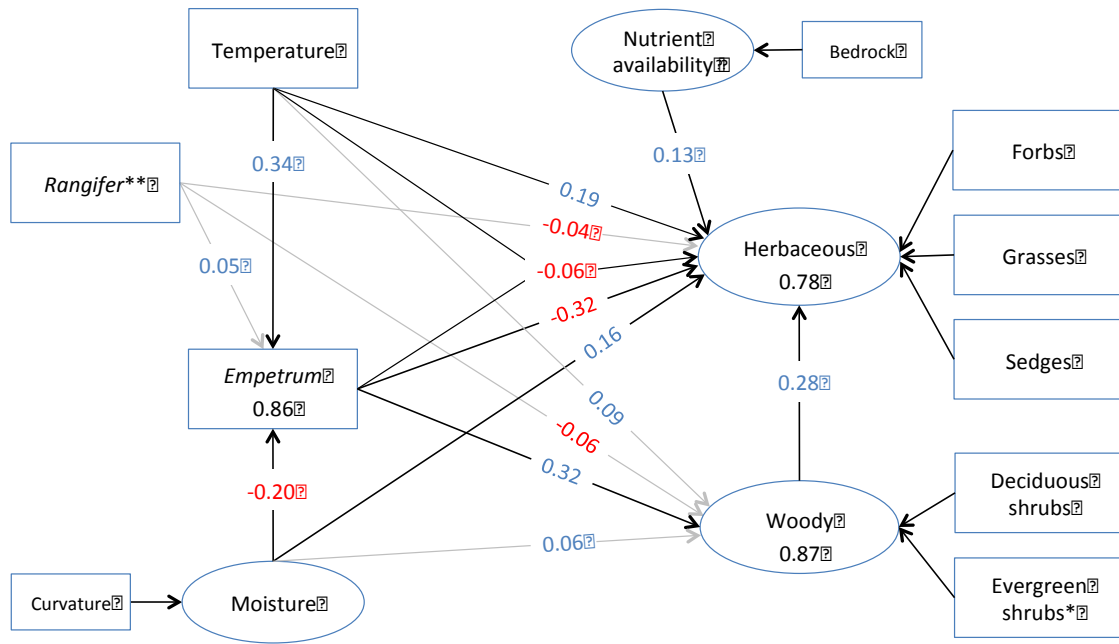 Temperature
Nutrient
availability
Bedrock
0.34
0.13
Forbs
Rangifer**
0.19
-0.04
Herbaceous
0.78
Grasses
0.05
-0.06
-0.32
0.16
Sedges
Empetrum
0.86
0.28
0.09
-0.06
0.32
-0.20
Deciduous
shrubs
Woody
0.87
0.06
Evergreen
shrubs*
Curvature
Moisture